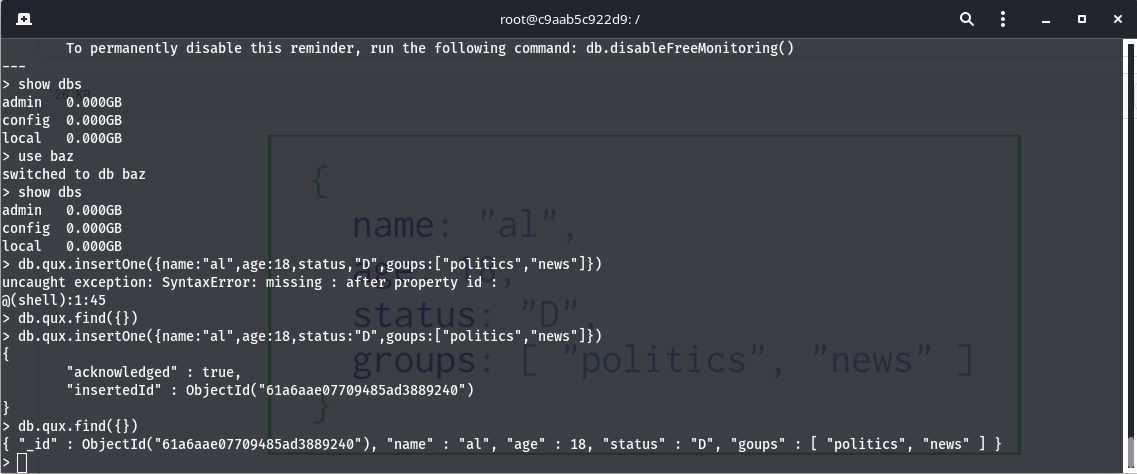 root@c9aab5c922d9: /
To permanently disable this reminder, run the following command: db.disableFreeMonitoring()
---
> show dbs
admin   0.000GB
config  0.000GB
local   0.000GB
> use baz
switched to db baz
> show dbs
admin   0.000GB
config  0.000GB
local   0.000GB
> db.qux.insertOne({name:"al",age:18,status,"D",goups:["politics","news"]})
uncaught exception: SyntaxError: missing : after property id :
@(shell):1:45
> db.qux.find({})
> db.qux.insertOne({name:"al",age:18,status:"D",goups:["politics","news"]})
{
        "acknowledged" : true,
        "insertedId" : ObjectId("61a6aae07709485ad3889240")
}
> db.qux.find({})
{ "_id" : ObjectId("61a6aae07709485ad3889240"), "name" : "al", "age" : 18, "status" : "D", "goups" : [ "politics", "news" ] }
>
{
name: "al",
age: 18,
status: "D",
groups: [ "politics", "news" ]
}